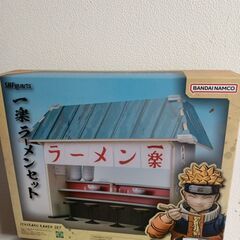 S.H.Figuarts
BANDAI NAMCO
一楽ラーメンセット
ラーメン 一楽
ICHIRAKU RAMEN SET